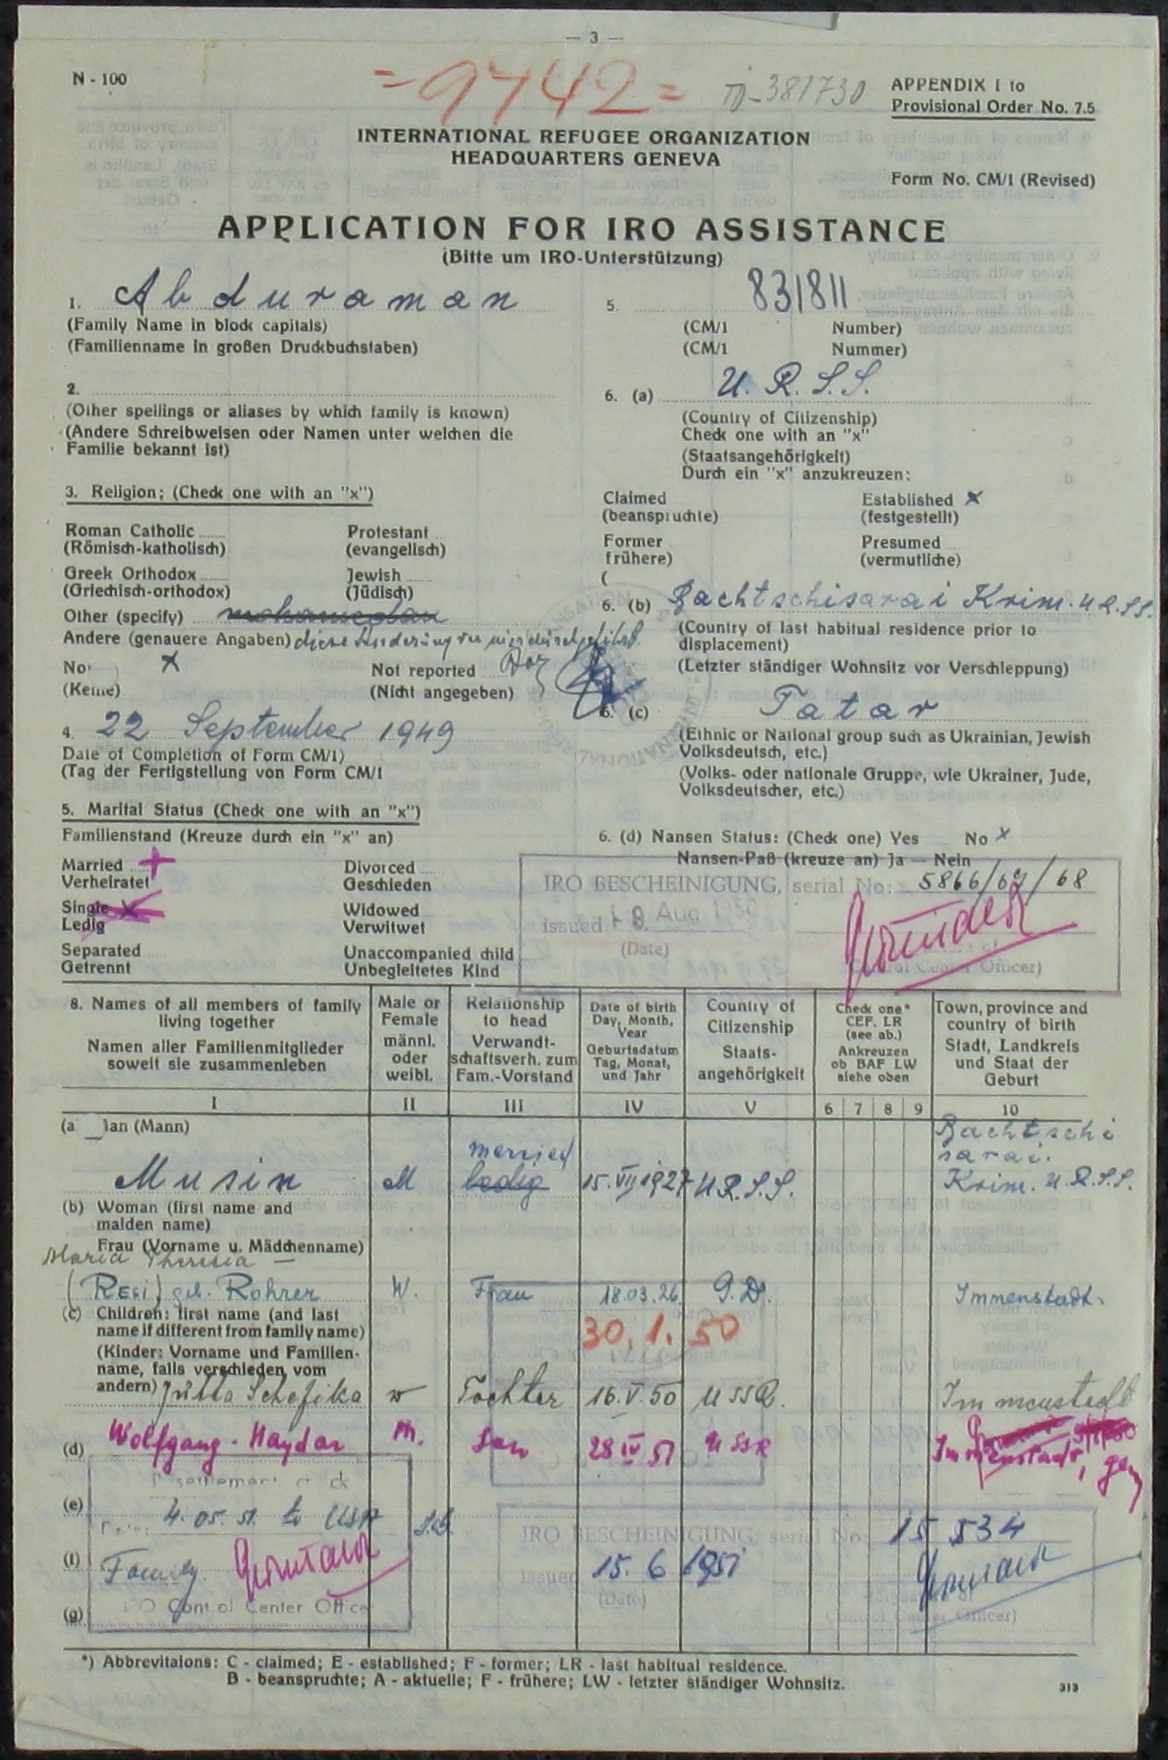 — 3 —
N - 100
= 9742 =
381730
APPENDIX I to
Provisional Order No. 7.5
INTERNATIONAL REFUGEE ORGANIZATION
HEADQUARTERS GENEVA
Form No. CM/1 (Revised)
APPLICATION FOR IRO ASSISTANCE
(Bitte um IRO-Unterstützung)
1. Abduraman
(Family Name in block capitals)
(Familienname in großen Druckbuchstaben)
5. 831811
(CM/1 Number)
(CM/1 Nummer)
2.
(Other spellings or aliases by which family is known)
(Andere Schreibweisen oder Namen unter welchen die
Familie bekannt ist)
6. (a) U. R. S. S.
(Country of Citizenship)
Check one with an "x"
(Staatsangehörigkeit)
Durch ein "x" anzukreuzen:
3. Religion; (Check one with an "x")
Claimed Established x
(beanspruchte) (festgestellt)
Former Presumed
frühere) (vermutliche)
(
Roman Catholic Protestant
(Römisch-katholisch) (evangelisch)
Greek Orthodox Jewish
(Griechisch-orthodox) (Jüdisch)
Other (specify) mohamedan
Andere (genauere Angaben) diese
No x Not reported
(Keine) (Nicht angegeben)
6. (b) Bachtschisarai Krim. U.R.S.S.
(Country of last habitual residence prior to
displacement)
(Letzter ständiger Wohnsitz vor Verschleppung)
4. 22 September 1949
Date of Completion of Form CM/1)
(Tag der Fertigstellung von Form CM/1
6. (c) Tatar
(Ethnic or National group such as Ukrainian, Jewish
Volksdeutsch, etc.)
(Volks- oder nationale Gruppe, wie Ukrainer, Jude,
Volksdeutscher, etc.)
5. Marital Status (Check one with an "x")
Familienstand (Kreuze durch ein "x" an)
6. (d) Nansen Status: (Check one) Yes No x
Nansen-Paß (kreuze an) Ja — Nein
Married + Divorced
Verheiratet Geschieden
Single x Widowed
Ledig Verwitwet
Separated Unaccompanied child
Getrennt Unbegleitetes Kind
IRO BESCHEINIGUNG, serial No: 5866/67/68
issued 18. Aug 1950
(Date)
Control Center Officer)
8. Names of all members of family
living together
Namen aller Familienmitglieder
soweit sie zusammenleben
Male or
Female
männl.
oder
weibl.
Relationship
to head
Verwandt-
schaftsverh. zum
Fam.-Vorstand
Date of birth
Day, Month,
Year
Geburtsdatum
Tag, Monat,
und Jahr
Country of
Citizenship
Staats-
angehörigkeit
Check one*
CEF. LR
(see ab.)
Ankreuzen
ob BAF LW
siehe oben
Town, province and
country of birth
Stadt, Landkreis
und Staat der
Geburt
I II III IV V 6 7 8 9 10
(a Man (Mann)
Musin M ledig married 15.VII.1927 U.R.S.S. Bachtschi
sarai.
Krim. U.R.S.S.
(b) Woman (first name and
maiden name)
Frau (Vorname u. Mädchenname)
Maria Theresia —
(Resi) geb. Rohrer W. Frau 18.03.26 G.D. Immenstadt.
(c) Children: first name (and last
name if different from family name)
30.1.50
(Kinder: Vorname und Familien-
name, falls verschieden vom
andern) Jutta Schefika w Tochter 16.V.50 USSR. Immenstadt
(d) Wolfgang-Haydar M. Son 28 IV 51 USSR Immenstadt, ger
(e) 4.05.51. to USA
(f) Family
(g)
IRO Control Center Office
IRO BESCHEINIGUNG, serial No: 15 534
issued 15. 6 1951
(Date)
Control Center Officer)
*) Abbrevitaions: C - claimed; E - established; F - former; LR - last habitual residence.
B - beanspruchte; A - aktuelle; F - frühere; LW - letzter ständiger Wohnsitz.
313